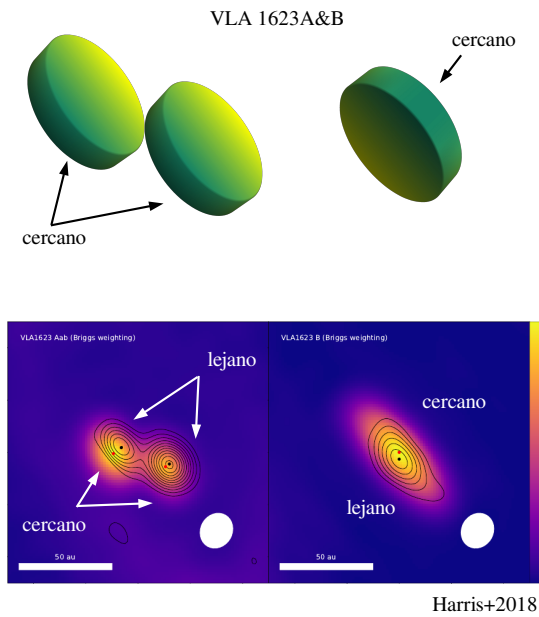 VLA 1623A&B
cercano
cercano
VLA1623 Aab (Briggs weighting)
lejano
cercano
50 au
VLA1623 B (Briggs weighting)
cercano
lejano
50 au
Harris+2018